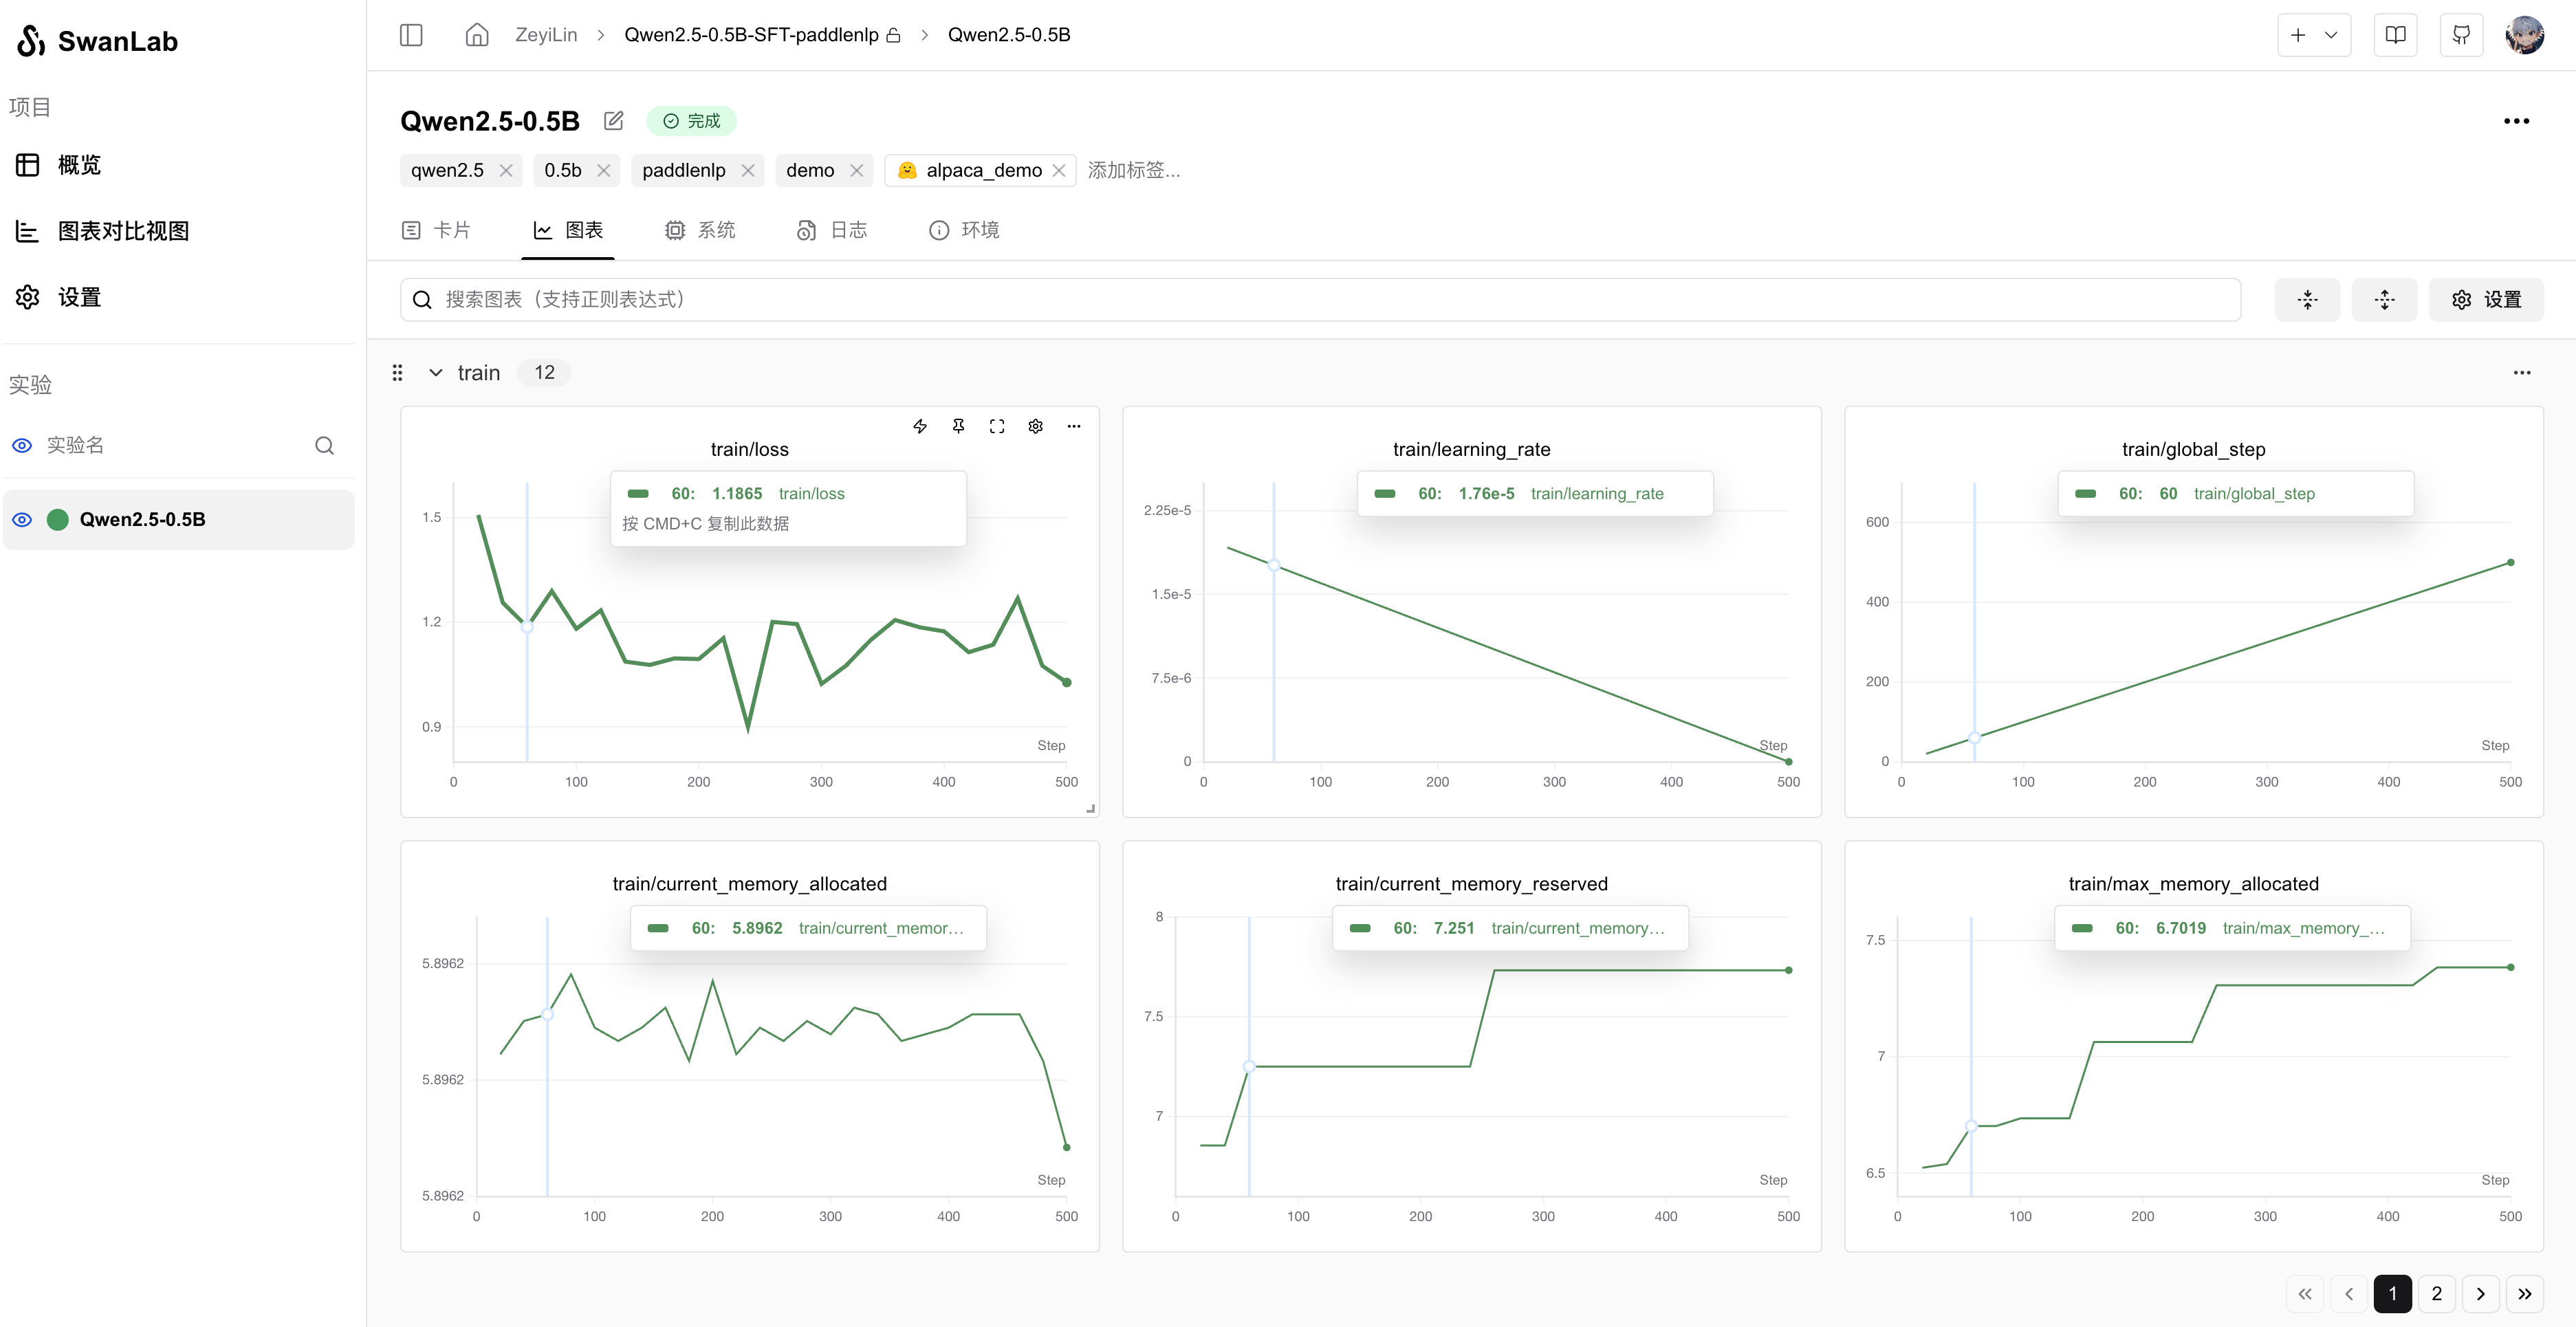 SwanLab
项目
概览
图表对比视图
设置
实验
实验名
Qwen2.5-0.5B
ZeyiLin > Qwen2.5-0.5B-SFT-paddlenlp > Qwen2.5-0.5B
Qwen2.5-0.5B 完成
qwen2.5 0.5b paddlenlp demo alpaca_demo 添加标签...
卡片 图表 系统 日志 环境
搜索图表（支持正则表达式） 设置
train 12
train/loss
60: 1.1865 train/loss
按 CMD+C 复制此数据
1.5
1.2
0.9
Step
0 100 200 300 400 500
train/learning_rate
60: 1.76e-5 train/learning_rate
2.25e-5
1.5e-5
7.5e-6
0
Step
0 100 200 300 400 500
train/global_step
60: 60 train/global_step
600
400
200
0
Step
0 100 200 300 400 500
train/current_memory_allocated
60: 5.8962 train/current_memor...
5.8962
5.8962
5.8962
Step
0 100 200 300 400 500
train/current_memory_reserved
60: 7.251 train/current_memory...
8
7.5
7
Step
0 100 200 300 400 500
train/max_memory_allocated
60: 6.7019 train/max_memory_...
7.5
7
6.5
Step
0 100 200 300 400 500
1 2